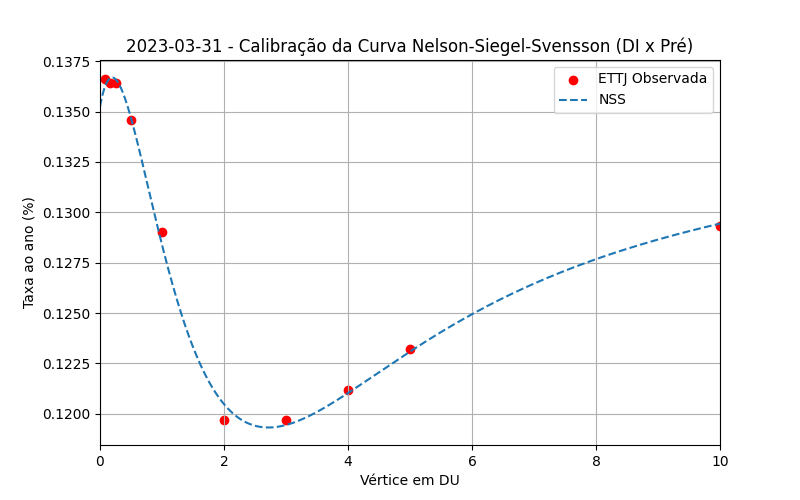 2023-03-31 - Calibração da Curva Nelson-Siegel-Svensson (DI x Pré)
ETTJ Observada
NSS
Taxa ao ano (%)
0.1375
0.1350
0.1325
0.1300
0.1275
0.1250
0.1225
0.1200
0
2
4
6
8
10
Vértice em DU